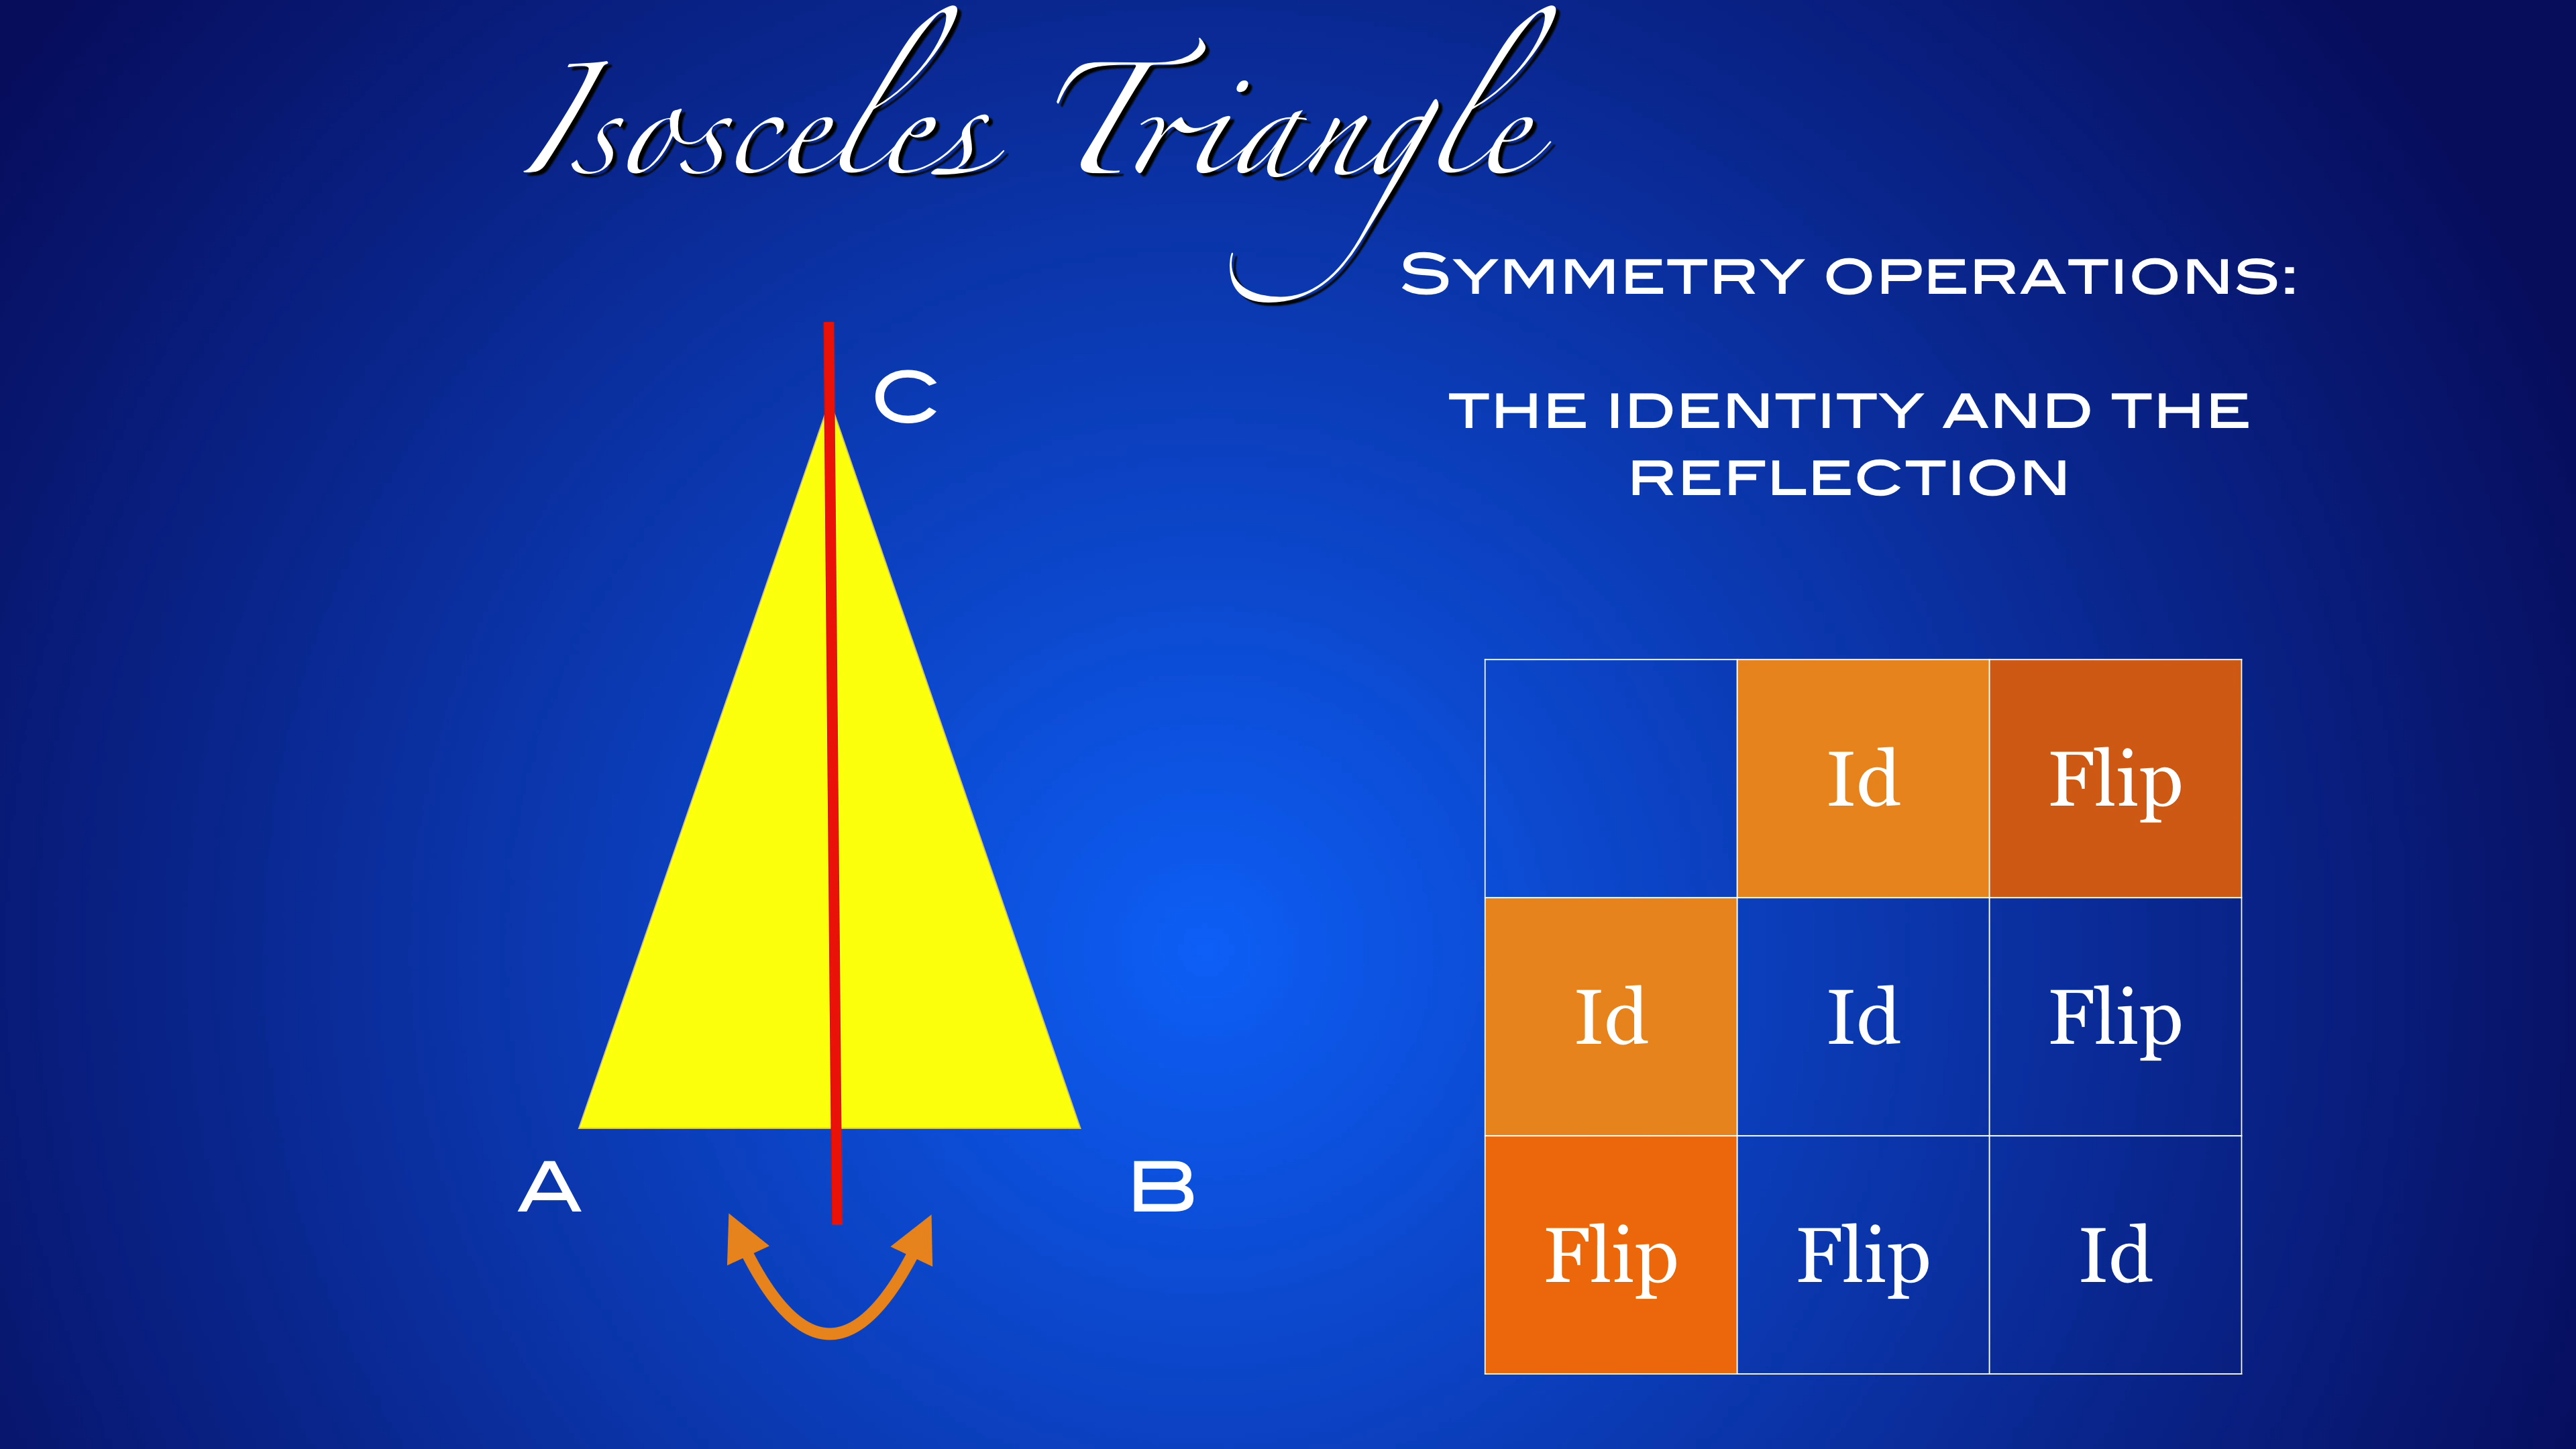 Isosceles Triangle
Symmetry operations:
the identity and the
reflection
C
A
B
Id Flip
Id Id Flip
Flip Flip Id